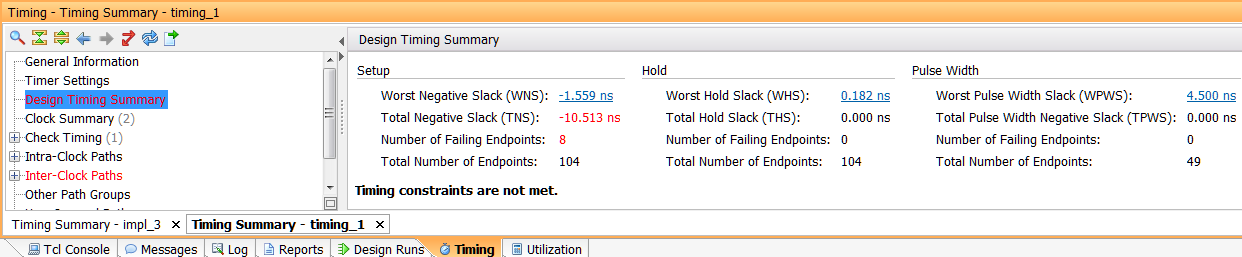 Timing - Timing Summary - timing_1
General Information
Timer Settings
Design Timing Summary
Clock Summary (2)
Check Timing (1)
Intra-Clock Paths
Inter-Clock Paths
Other Path Groups
Design Timing Summary
Setup Hold Pulse Width
Worst Negative Slack (WNS): -1.559 ns Worst Hold Slack (WHS): 0.182 ns Worst Pulse Width Slack (WPWS): 4.500 ns
Total Negative Slack (TNS): -10.513 ns Total Hold Slack (THS): 0.000 ns Total Pulse Width Negative Slack (TPWS): 0.000 ns
Number of Failing Endpoints: 8 Number of Failing Endpoints: 0 Number of Failing Endpoints: 0
Total Number of Endpoints: 104 Total Number of Endpoints: 104 Total Number of Endpoints: 49
Timing constraints are not met.
Timing Summary - impl_3 Timing Summary - timing_1
Tcl Console Messages Log Reports Design Runs Timing Utilization